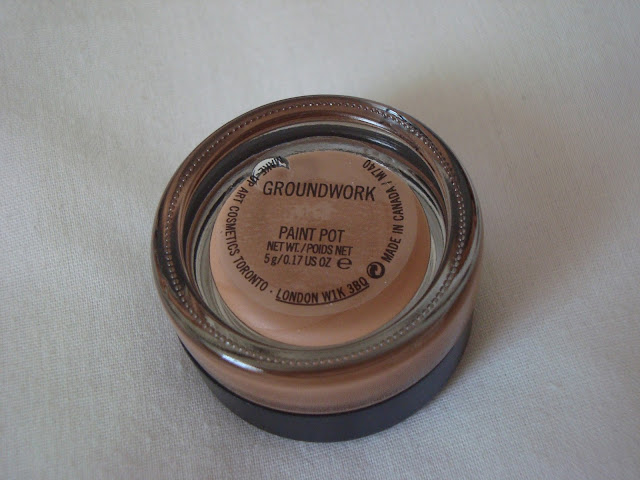 GROUNDWORK
PAINT POT
NET WT. / POIDS NET
5 g / 0.17 US OZ e
MAKE-UP ART COSMETICS TORONTO · LONDON W1K 3BQ
MADE IN CANADA / M740